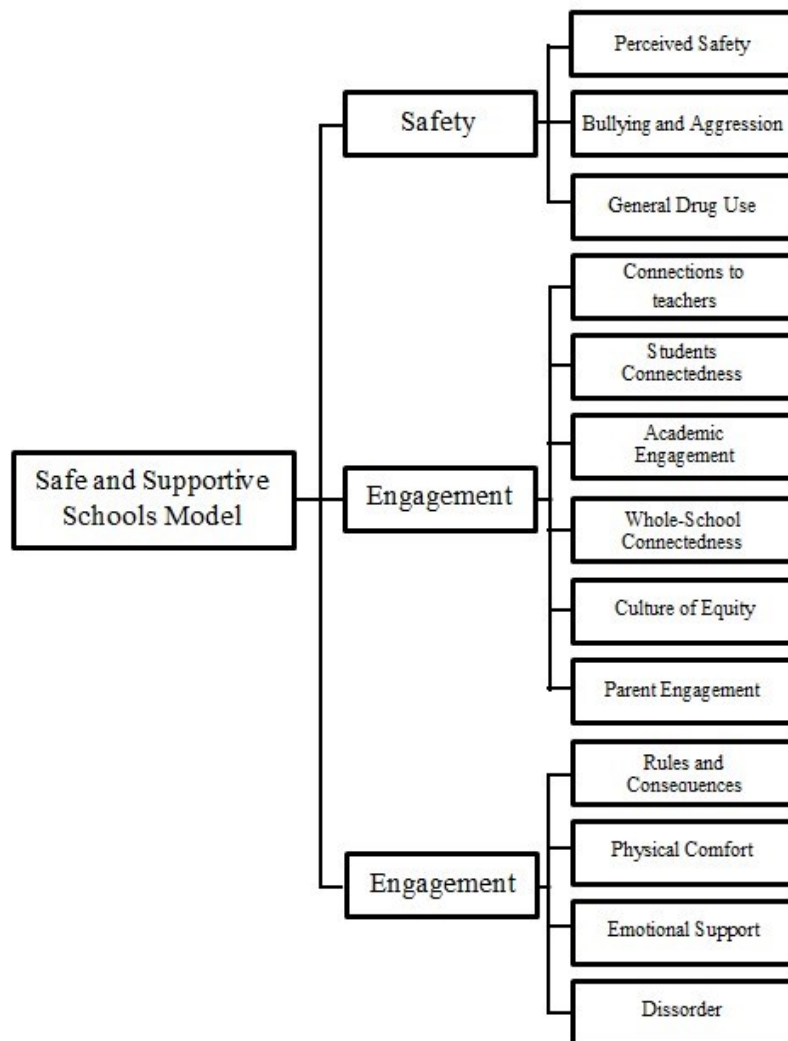 Safe and Supportive
Schools Model
Safety
Perceived Safety
Bullying and Aggression
General Drug Use
Engagement
Connections to
teachers
Students
Connectedness
Academic
Engagement
Whole-School
Connectedness
Culture of Equity
Parent Engagement
Engagement
Rules and
Consequences
Physical Comfort
Emotional Support
Dissorder